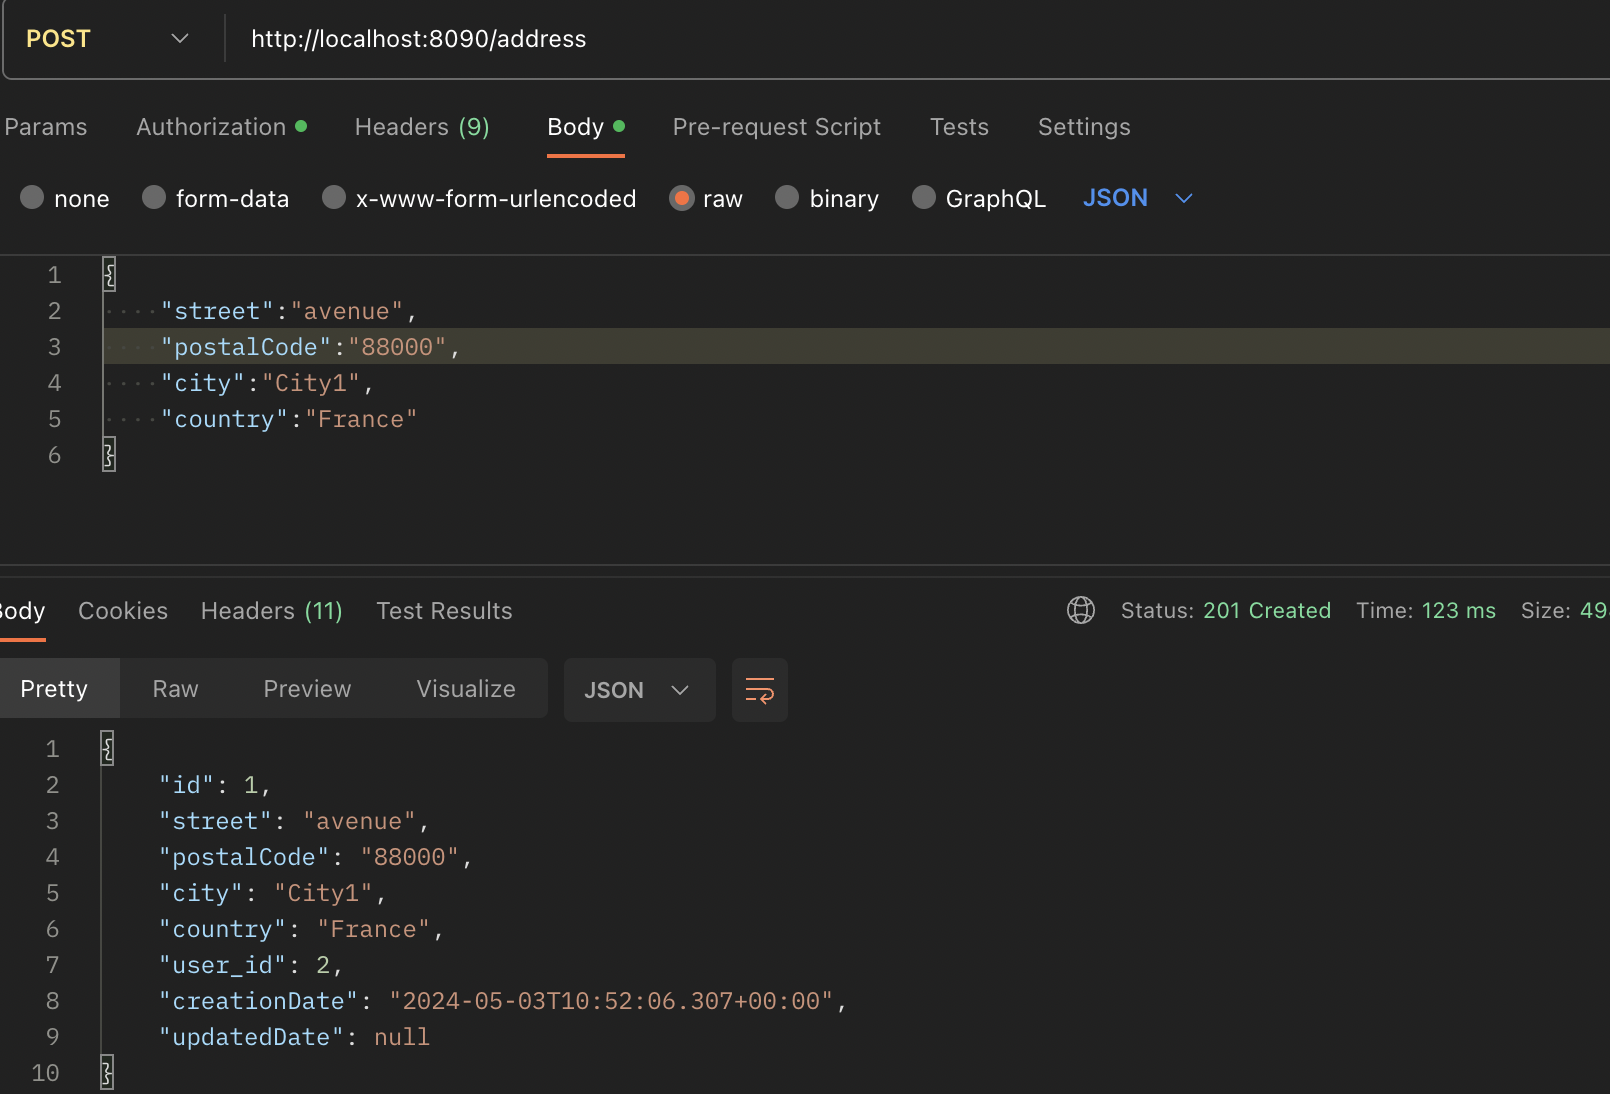 POST http://localhost:8090/address
Params Authorization Headers (9) Body Pre-request Script Tests Settings
none form-data x-www-form-urlencoded raw binary GraphQL JSON
1 {
2 "street":"avenue",
3 "postalCode":"88000",
4 "city":"City1",
5 "country":"France"
6 }
Body Cookies Headers (11) Test Results Status: 201 Created Time: 123 ms Size:
Pretty Raw Preview Visualize JSON
1 {
2 "id": 1,
3 "street": "avenue",
4 "postalCode": "88000",
5 "city": "City1",
6 "country": "France",
7 "user_id": 2,
8 "creationDate": "2024-05-03T10:52:06.307+00:00",
9 "updatedDate": null
10 }